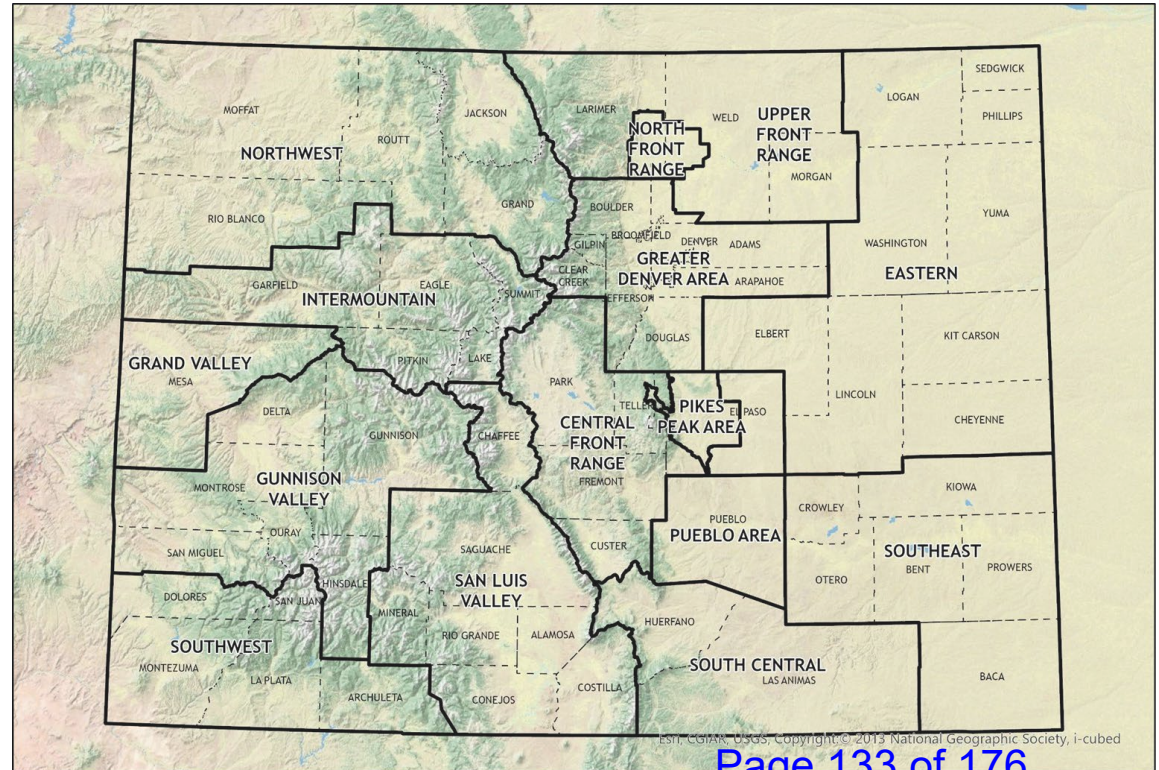 SEDGWICK
LOGAN
MOFFAT
JACKSON
LARIMER
PHILLIPS
WELD
UPPER
FRONT
RANGE
NORTH
FRONT
RANGE
ROUTT
NORTHWEST
MORGAN
GRAND
BOULDER
YUMA
RIO BLANCO
BROOMFIELD
GILPIN
DENVER
ADAMS
WASHINGTON
GREATER
DENVER AREA
CLEAR
CREEK
EASTERN
GARFIELD
EAGLE
SUMMIT
ARAPAHOE
INTERMOUNTAIN
JEFFERSON
DOUGLAS
ELBERT
KIT CARSON
GRAND VALLEY
MESA
PITKIN
LAKE
PARK
LINCOLN
TELLER
PIKES
PEAK AREA
EL PASO
DELTA
CHEYENNE
GUNNISON
CHAFFEE
CENTRAL
FRONT
RANGE
FREMONT
GUNNISON
VALLEY
MONTROSE
KIOWA
CROWLEY
PUEBLO
PUEBLO AREA
OURAY
SAN MIGUEL
SAGUACHE
CUSTER
SOUTHEAST
BENT
PROWERS
OTERO
HINSDALE
SAN LUIS
VALLEY
DOLORES
SAN JUAN
MINERAL
HUERFANO
RIO GRANDE
ALAMOSA
SOUTHWEST
MONTEZUMA
LA PLATA
SOUTH CENTRAL
LAS ANIMAS
BACA
ARCHULETA
CONEJOS
COSTILLA
Esri, CGIAR, USGS, Copyright:© 2013 National Geographic Society, i-cubed
Page 133 of 176